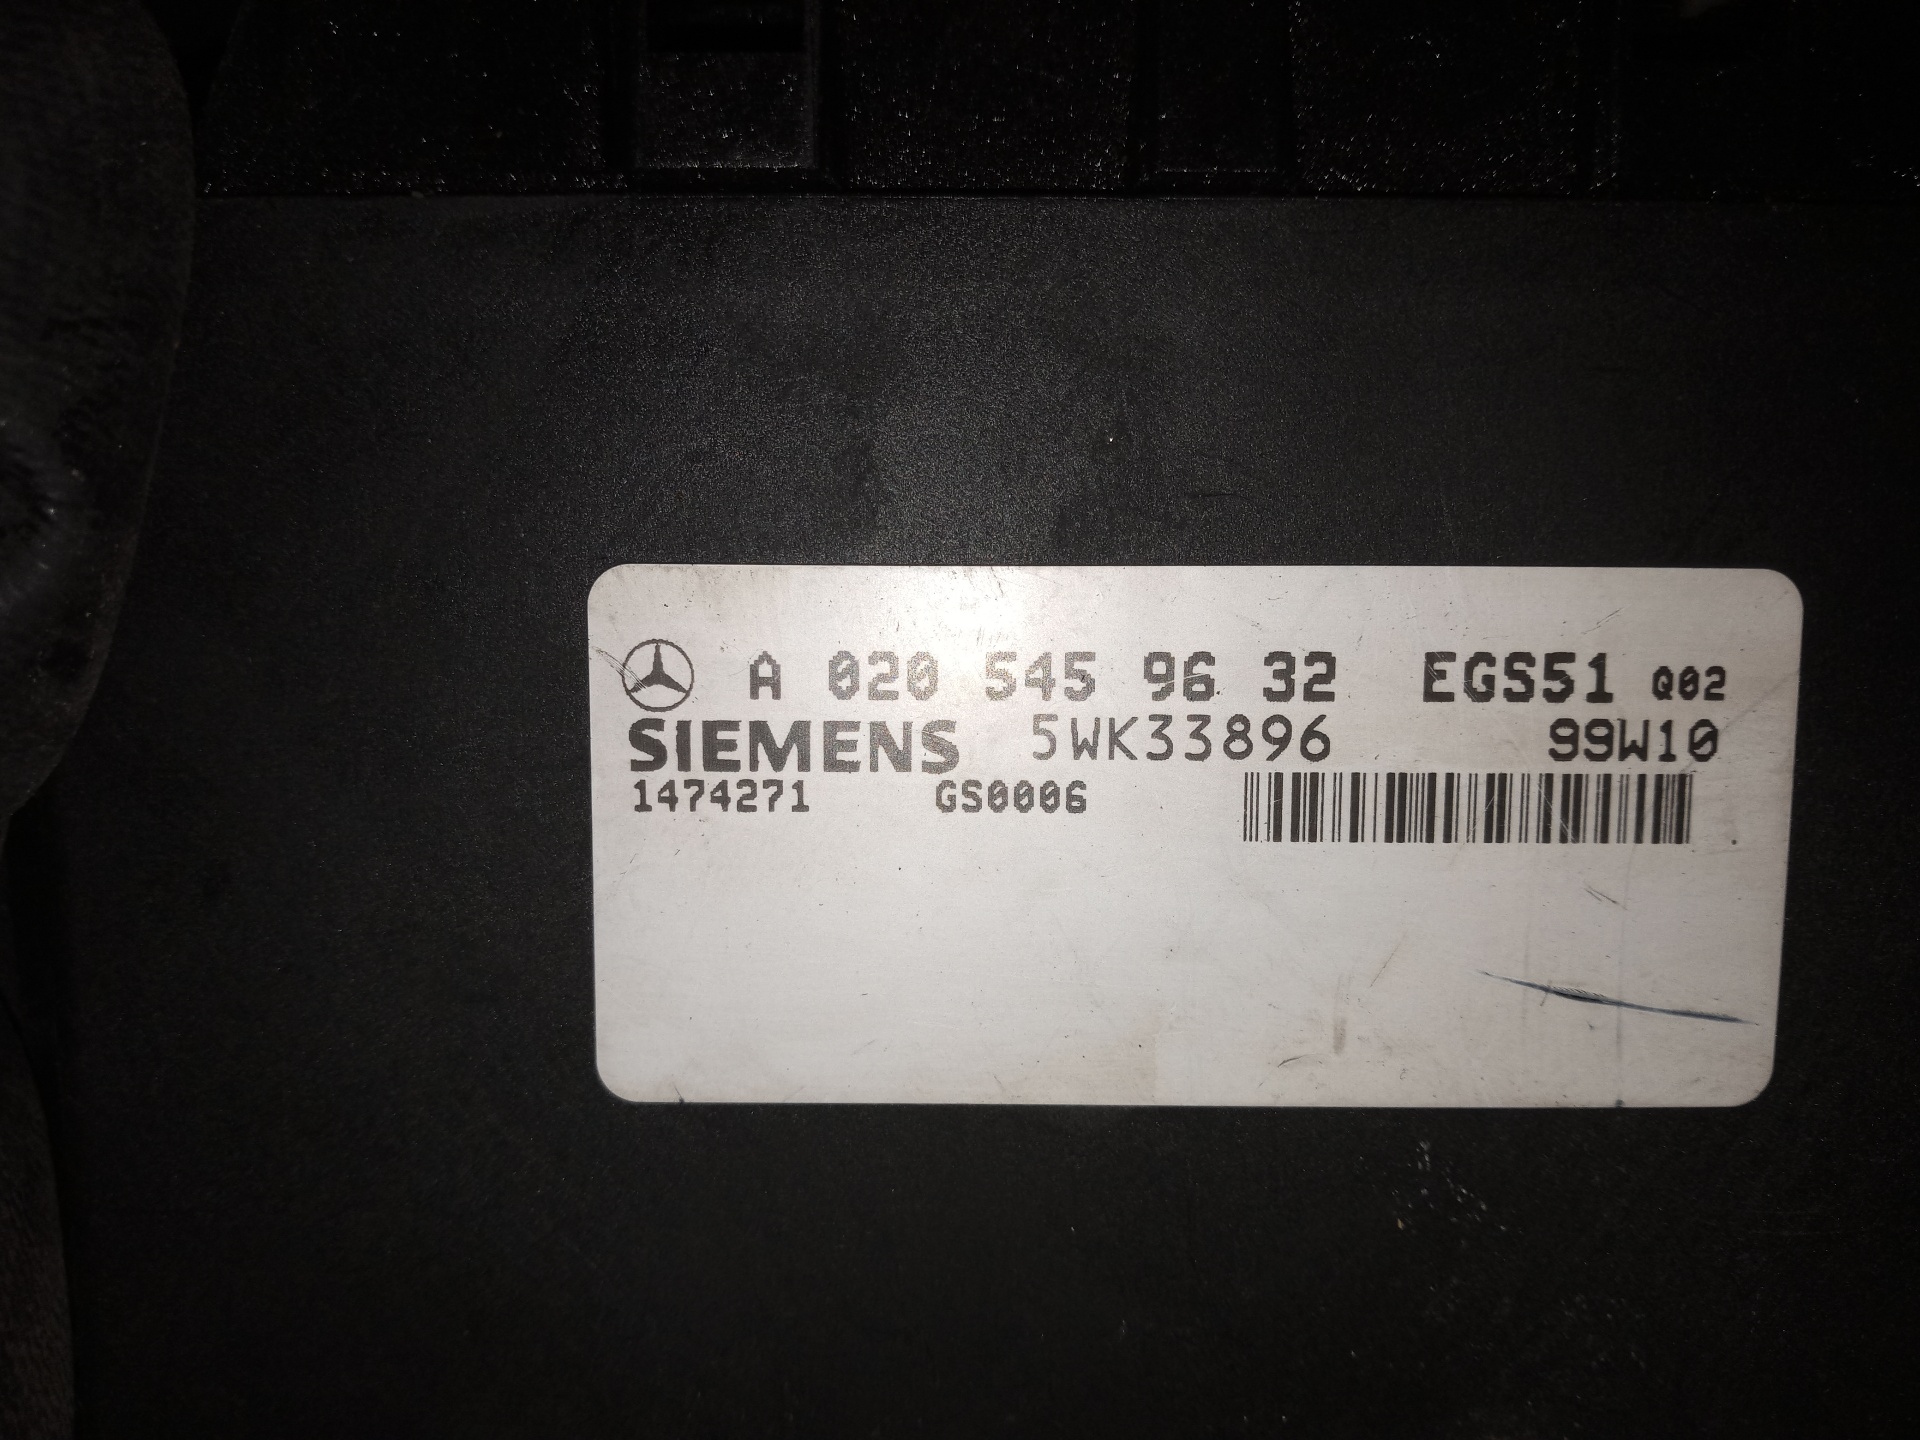 A 020 545 96 32 EGS51 Q02
SIEMENS 5WK33896 99W10
1474271 GS0006